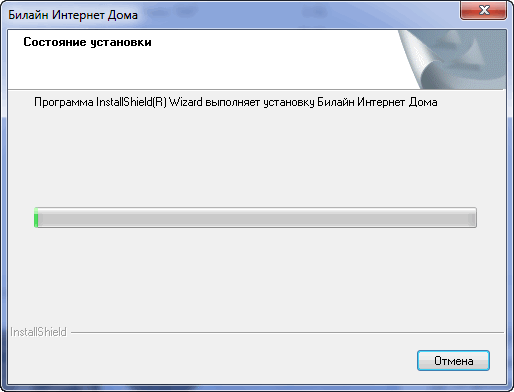 Билайн Интернет Дома
Состояние установки
Программа InstallShield(R) Wizard выполняет установку Билайн Интернет Дома
InstallShield
Отмена